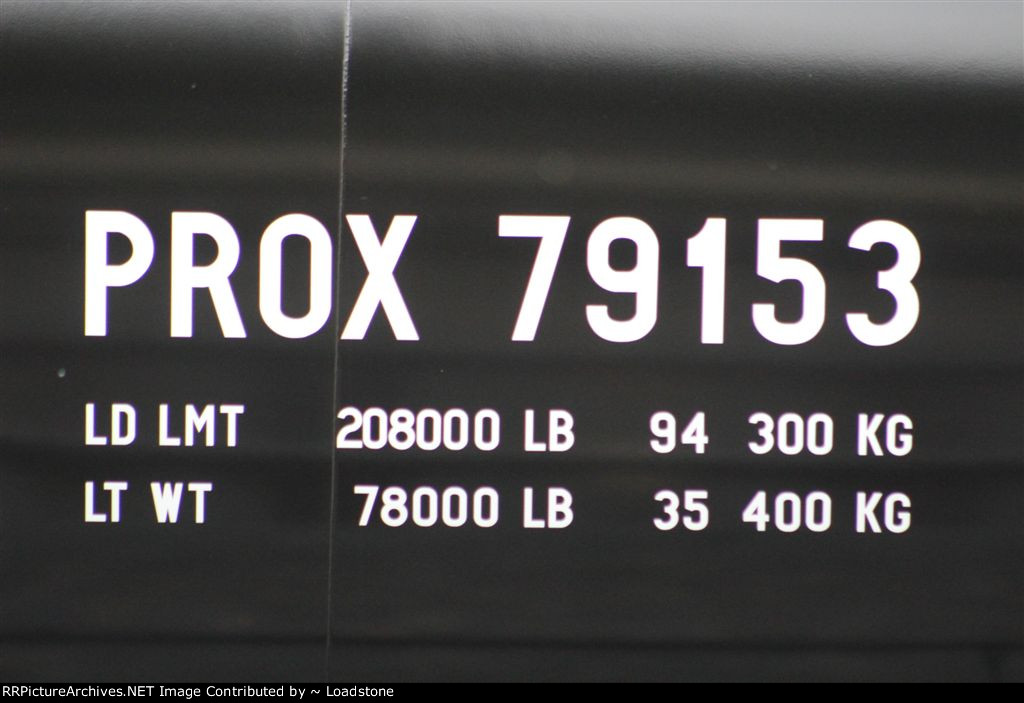 PROX 79153
LD LMT 208000 LB 94 300 KG
LT WT 78000 LB 35 400 KG
RRPictureArchives.NET Image Contributed by ~ Loadstone